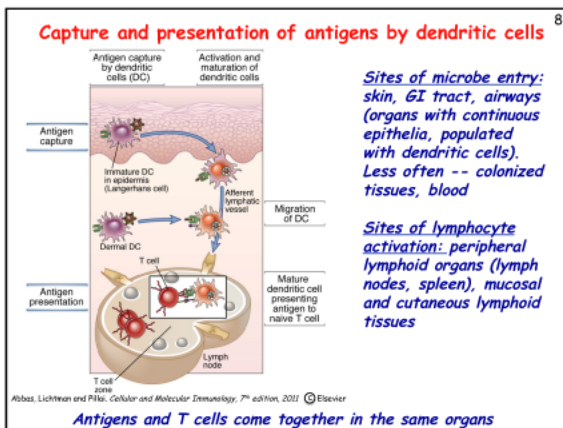 8
Capture and presentation of antigens by dendritic cells
Antigen capture
by dendritic
cells (DC)
Activation and
maturation of
dendritic cells
Antigen
capture
Immature DC
in epidermis
(Langerhans cell)
Afferent
lymphatic
vessel
Migration
of DC
Dermal DC
T cell
Antigen
presentation
Mature
dendritic cell
presenting
antigen to
naive T cell
Lymph
node
T cell
zone
Sites of microbe entry:
skin, GI tract, airways
(organs with continuous
epithelia, populated
with dendritic cells).
Less often -- colonized
tissues, blood
Sites of lymphocyte
activation: peripheral
lymphoid organs (lymph
nodes, spleen), mucosal
and cutaneous lymphoid
tissues
Abbas, Lichtman and Pillai. Cellular and Molecular Immunology, 7th edition, 2011 © Elsevier
Antigens and T cells come together in the same organs